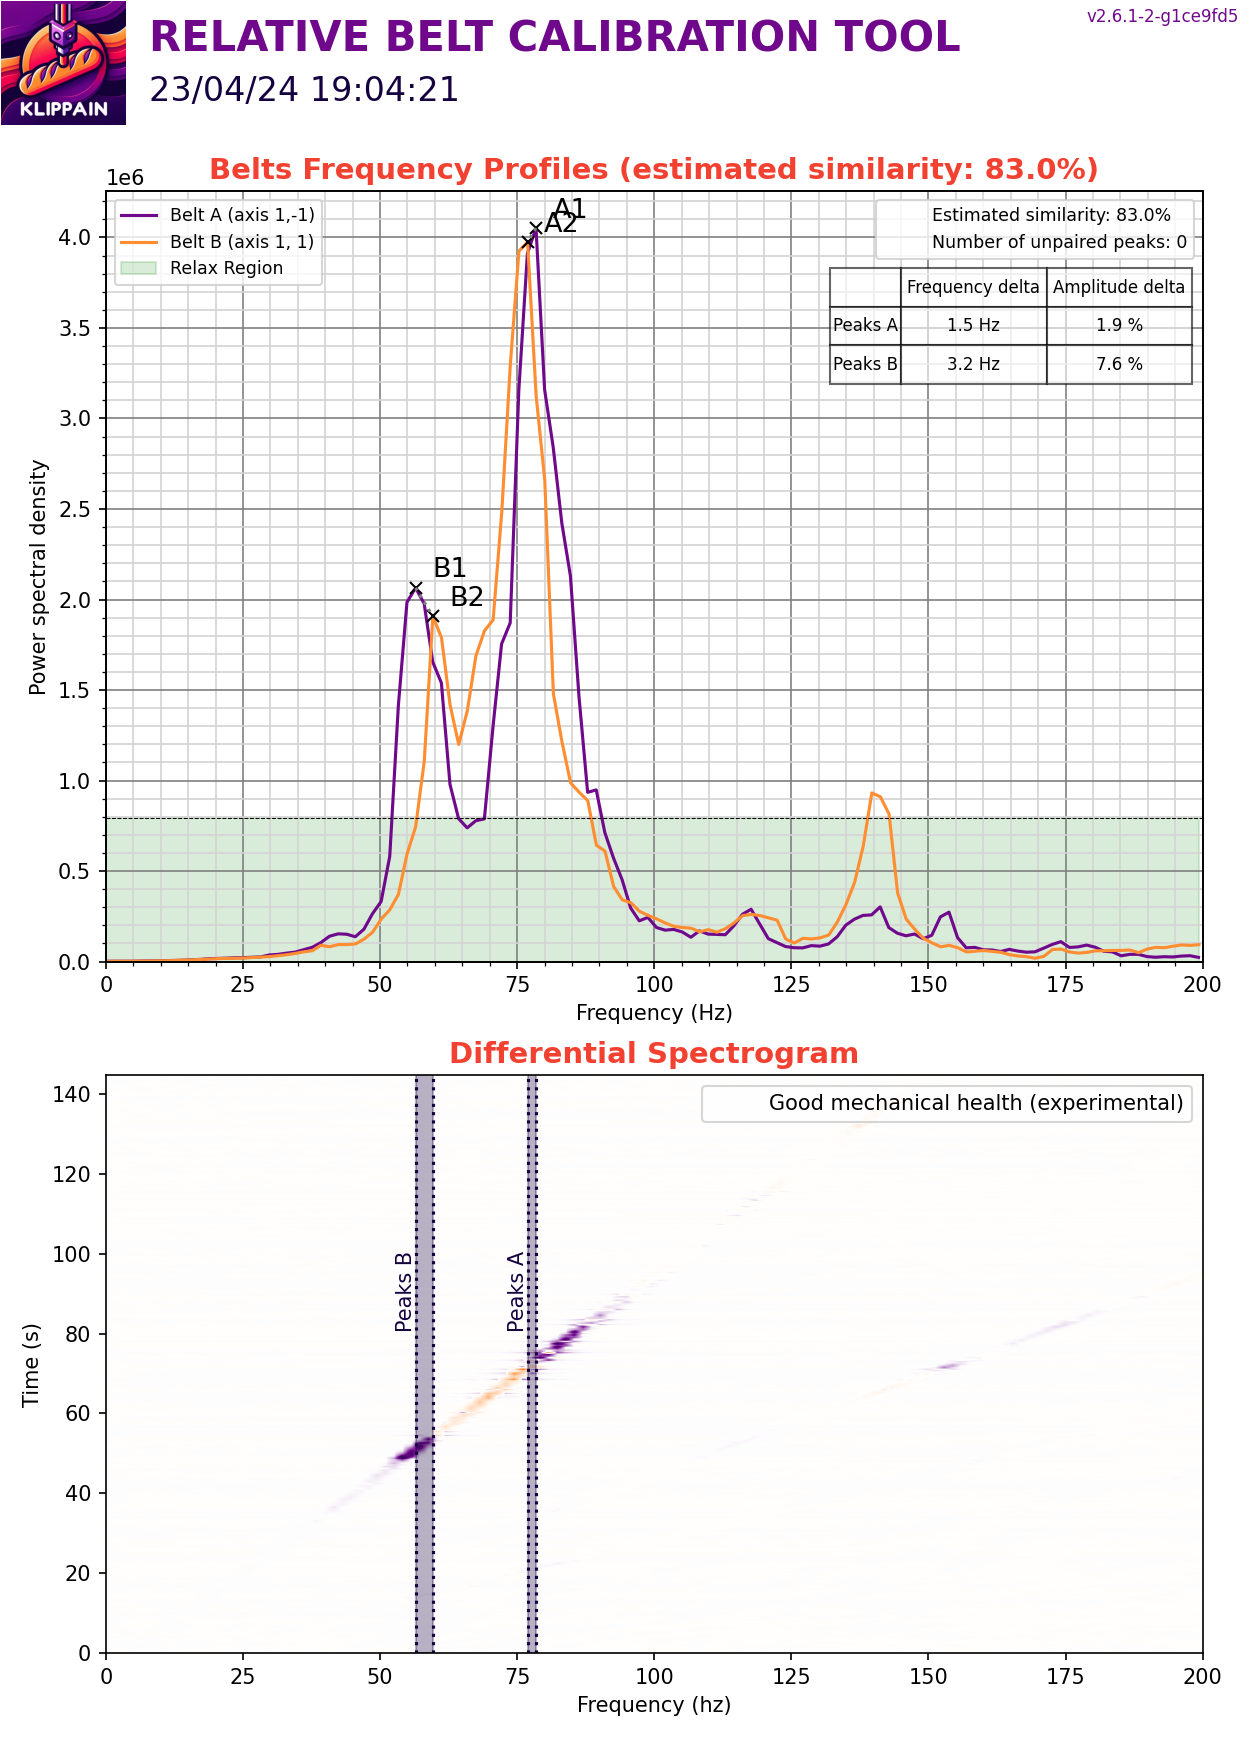 KLIPPAIN
RELATIVE BELT CALIBRATION TOOL
23/04/24 19:04:21
v2.6.1-2-g1ce9fd5
Belts Frequency Profiles (estimated similarity: 83.0%)
1e6
Belt A (axis 1,-1)
Belt B (axis 1, 1)
Relax Region
A1
A2
B1
B2
Estimated similarity: 83.0%
Number of unpaired peaks: 0
Frequency delta Amplitude delta
Peaks A 1.5 Hz 1.9 %
Peaks B 3.2 Hz 7.6 %
Power spectral density
4.0
3.5
3.0
2.5
2.0
1.5
1.0
0.5
0.0
0 25 50 75 100 125 150 175 200
Frequency (Hz)
Differential Spectrogram
Good mechanical health (experimental)
Peaks B
Peaks A
Time (s)
140
120
100
80
60
40
20
0
0 25 50 75 100 125 150 175 200
Frequency (hz)